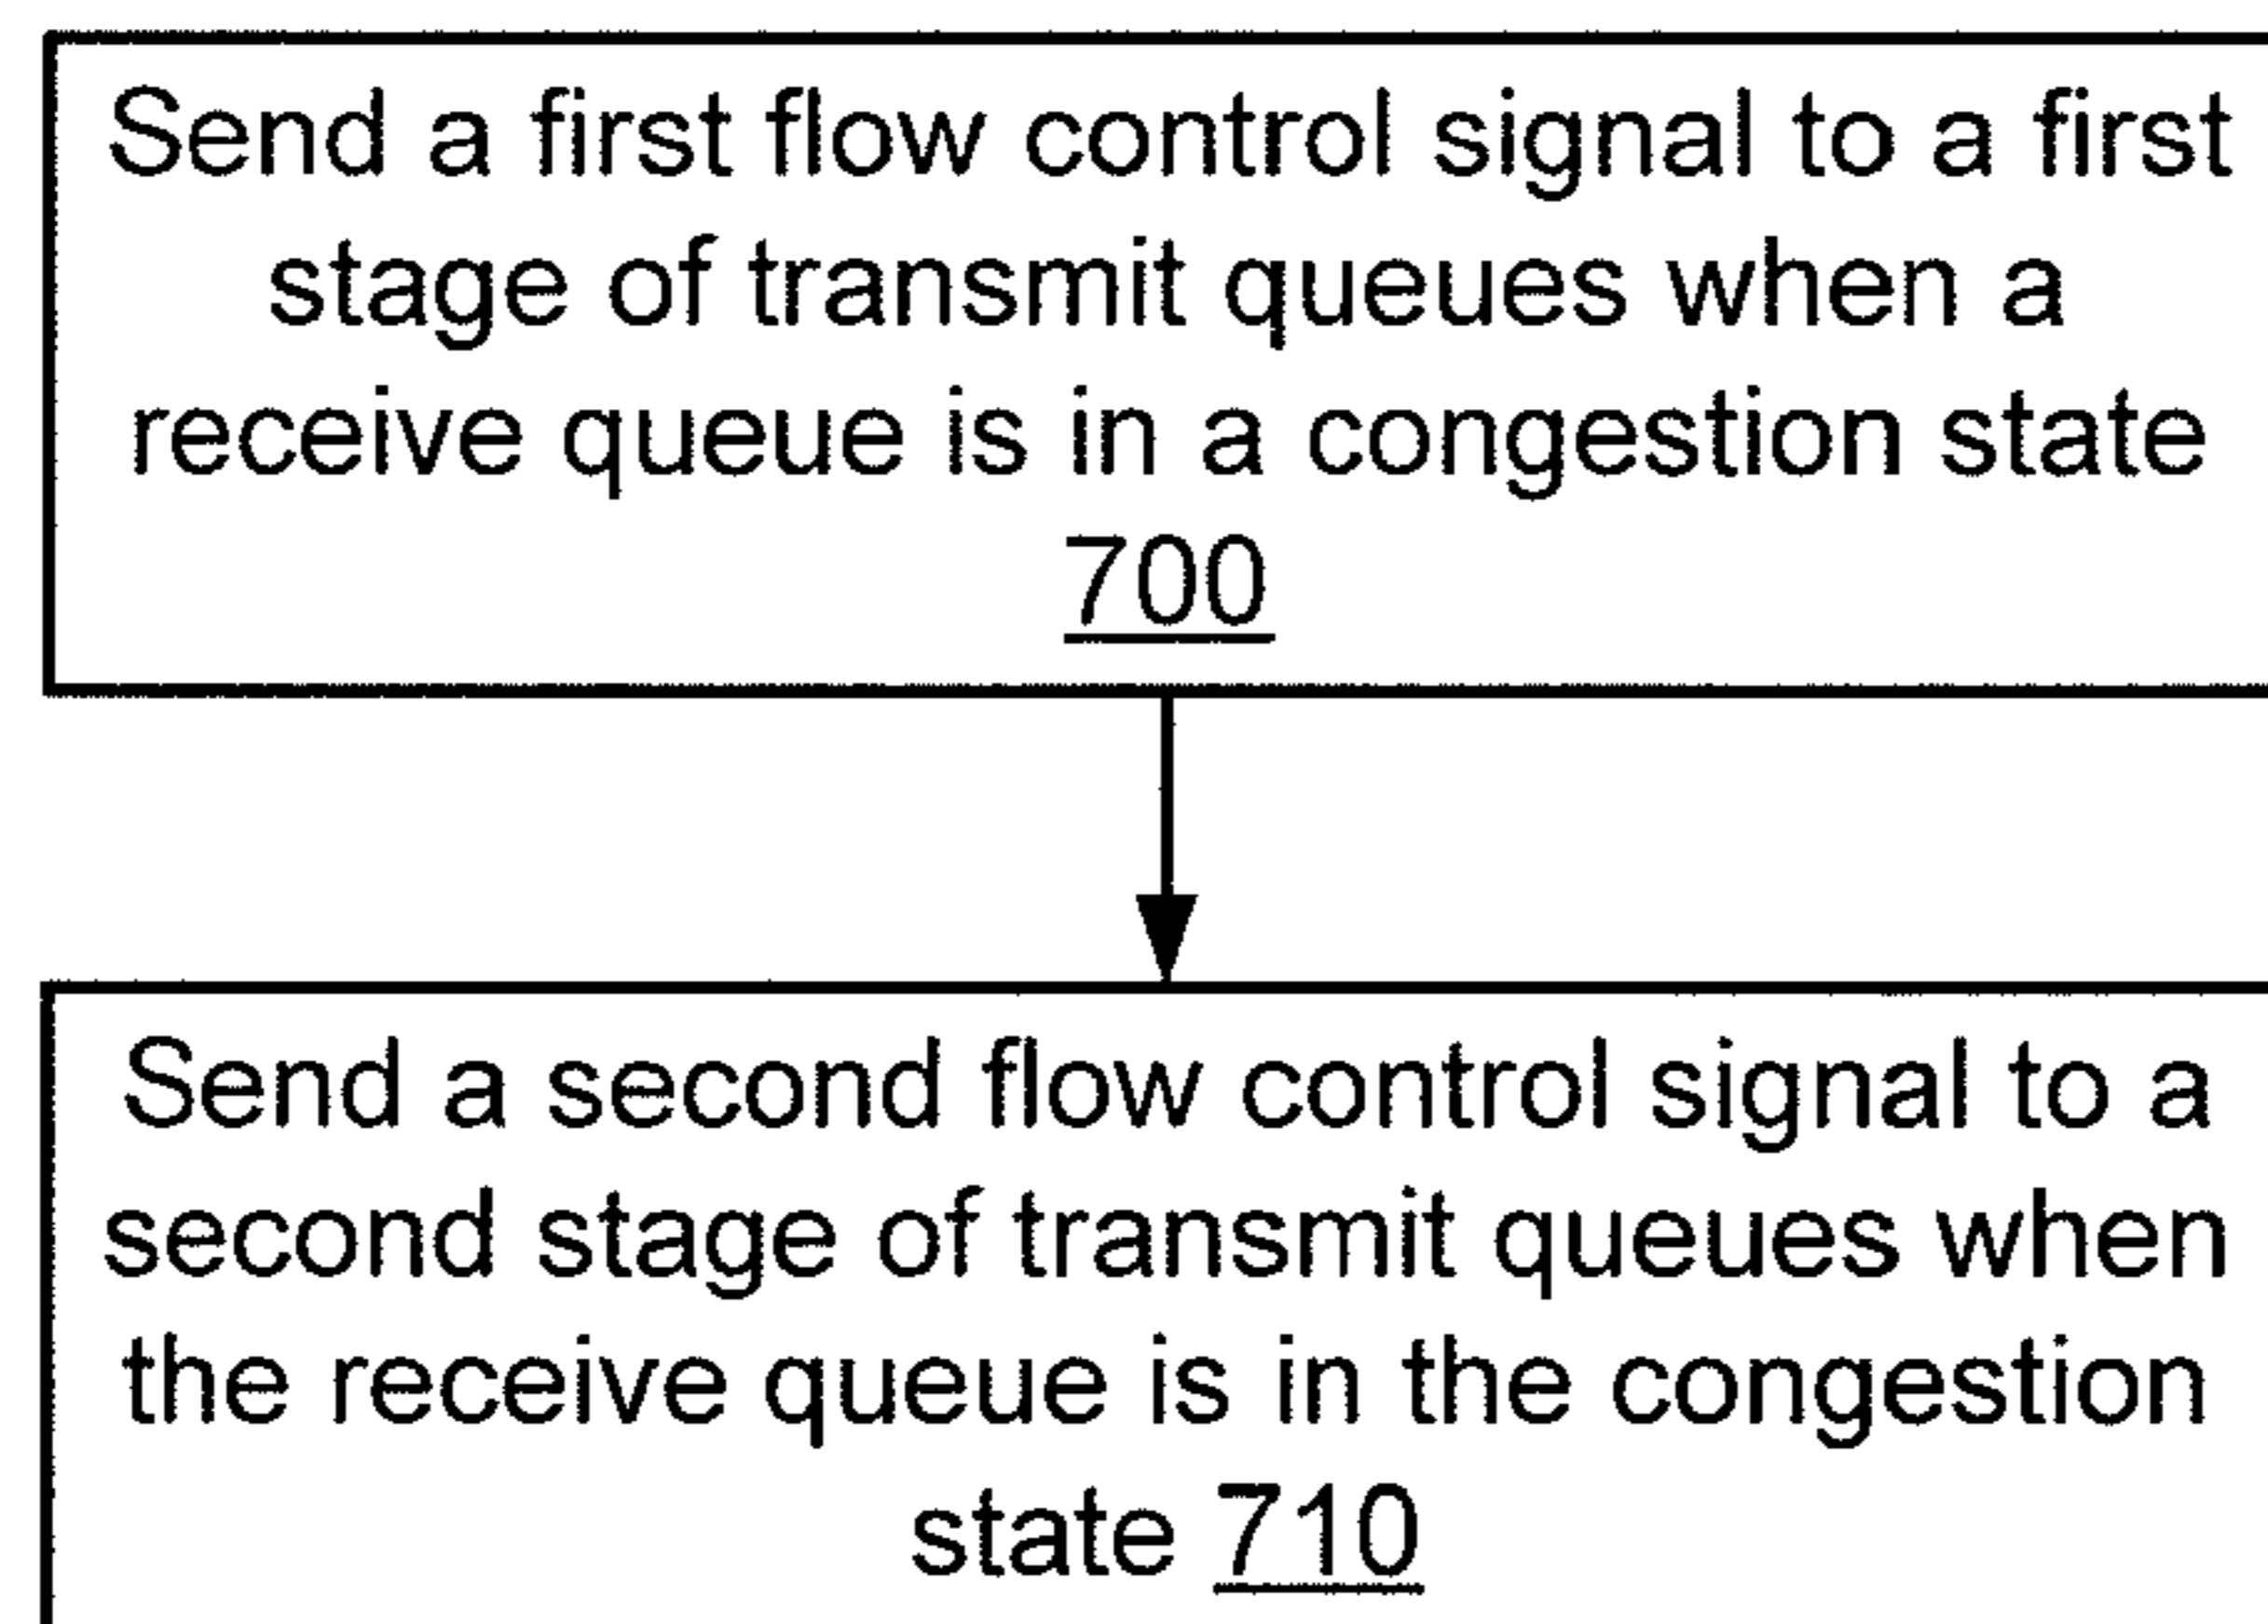 Send a first flow control signal to a first
stage of transmit queues when a
receive queue is in a congestion state
700
Send a second flow control signal to a
second stage of transmit queues when
the receive queue is in the congestion
state 710